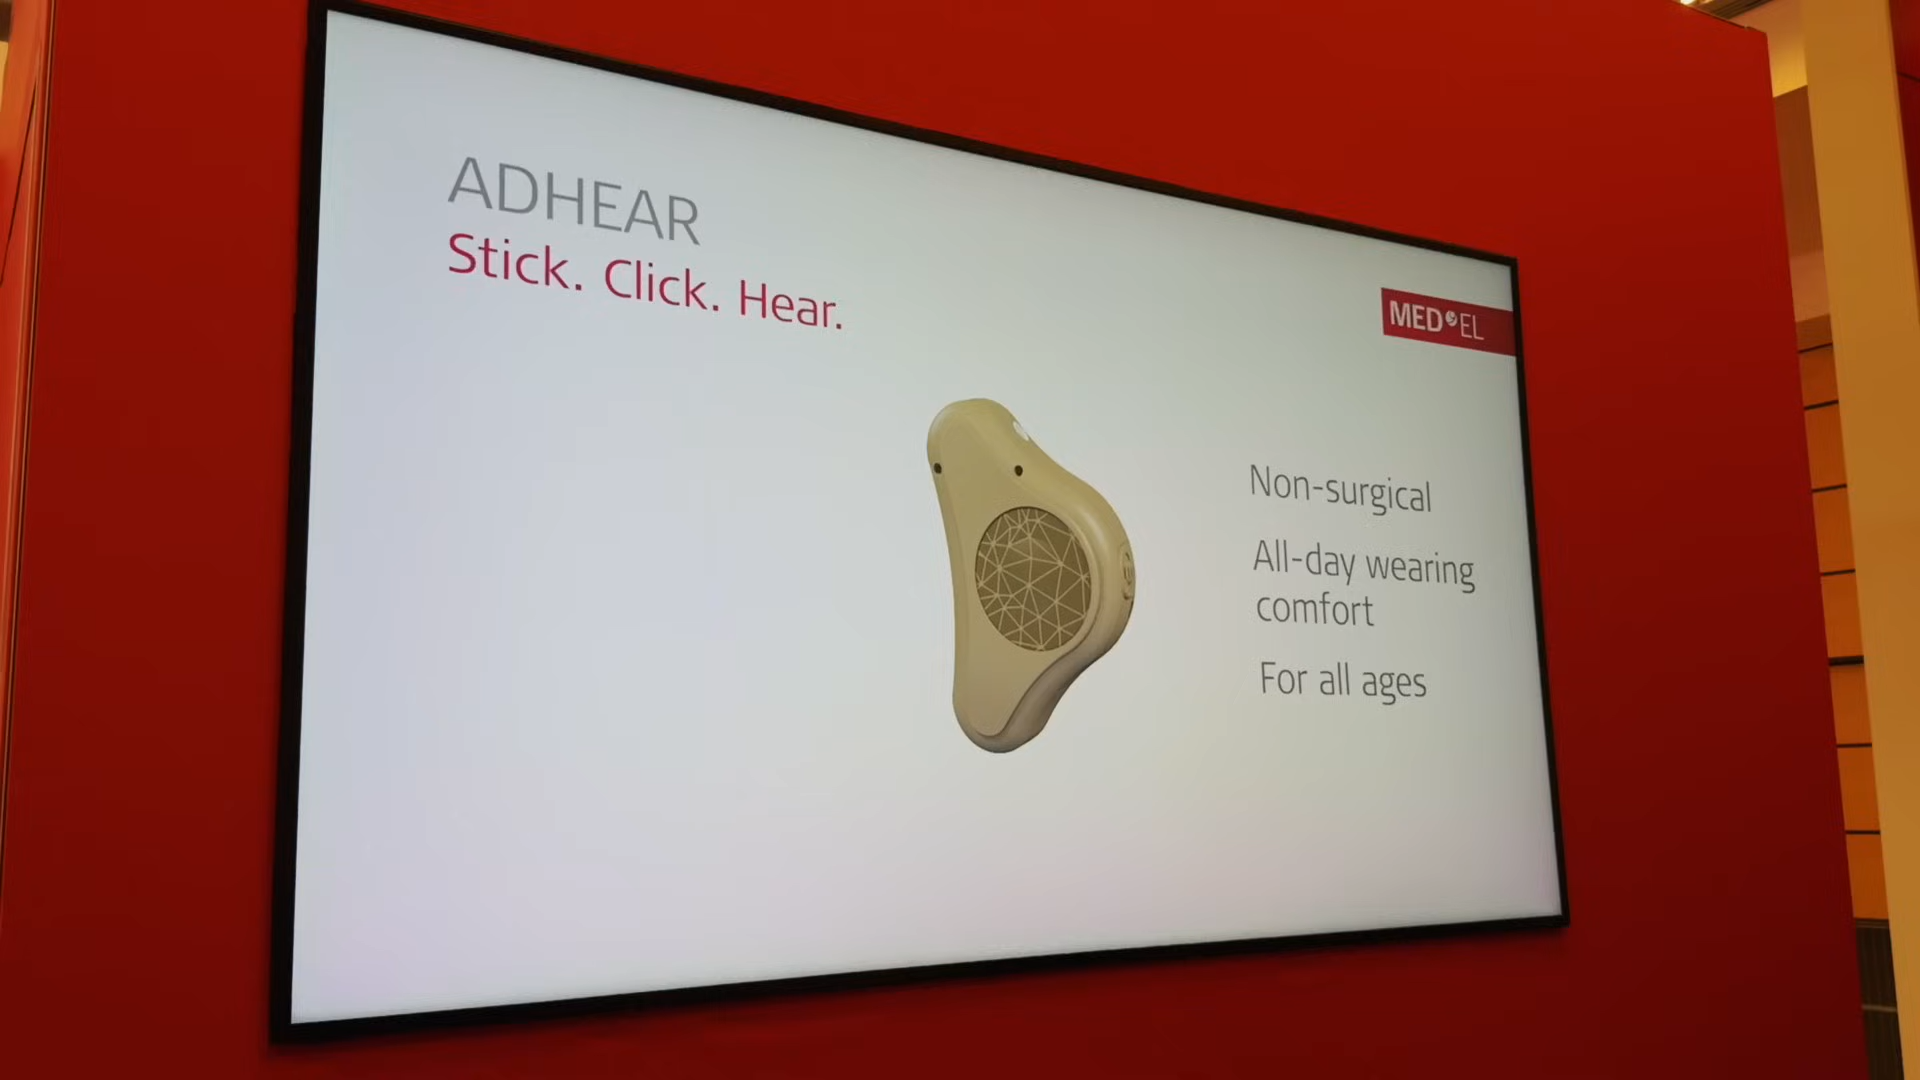 ADHEAR
Stick. Click. Hear.
MED EL
Non-surgical
All-day wearing
comfort
For all ages